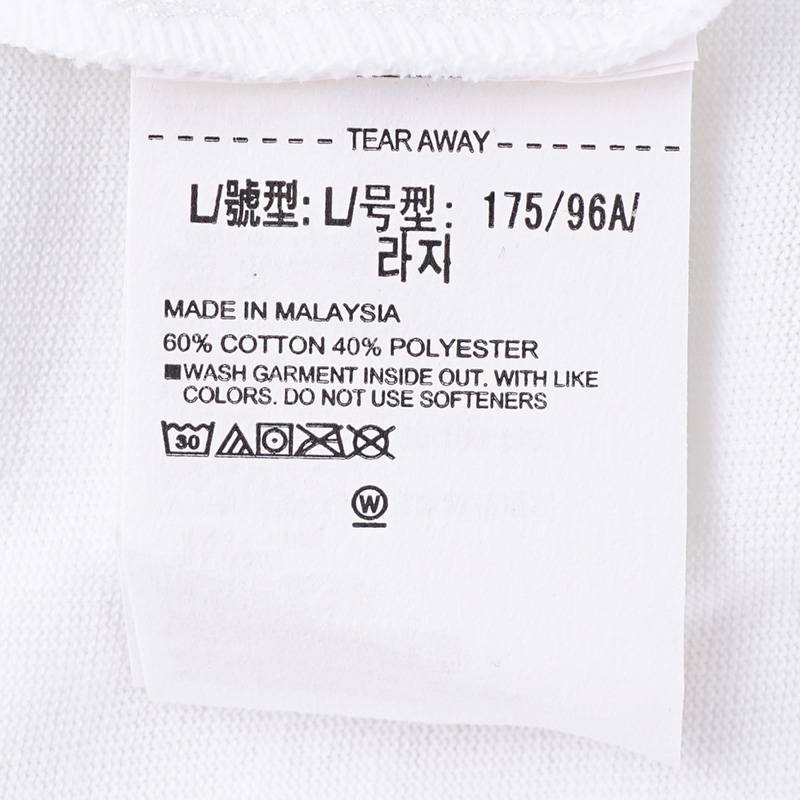 TEAR AWAY
L/號型: L/号型: 175/96A/
라지
MADE IN MALAYSIA
60% COTTON 40% POLYESTER
■WASH GARMENT INSIDE OUT. WITH LIKE
COLORS. DO NOT USE SOFTENERS
30
W